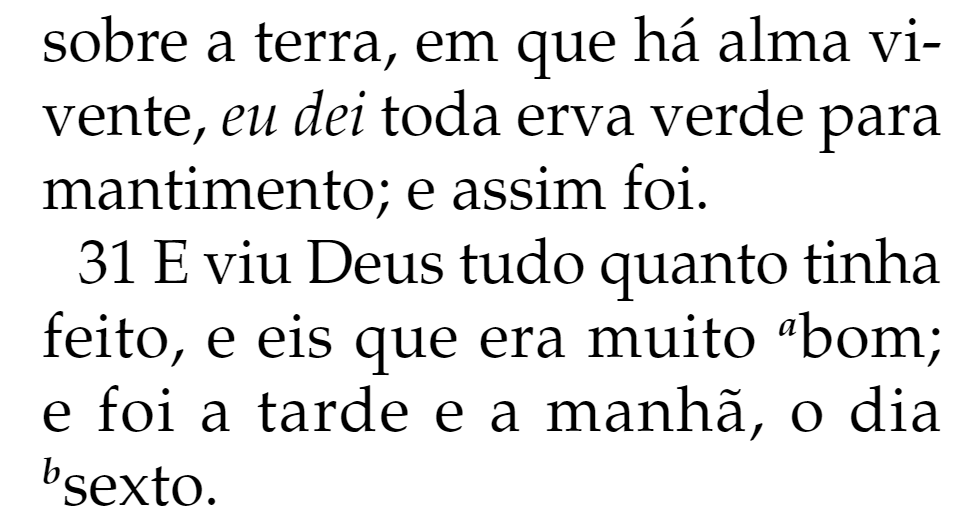 sobre a terra, em que há alma vi-
vente, eu dei toda erva verde para
mantimento; e assim foi.
31 E viu Deus tudo quanto tinha
feito, e eis que era muito abom;
e foi a tarde e a manhã, o dia
bsexto.